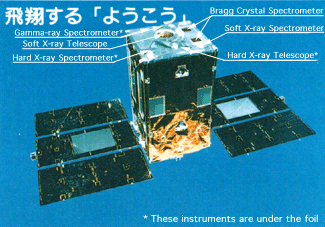 飛翔する「ようこう」
Bragg Crystal Spectrometer
Gamma-ray Spectrometer*
Soft X-ray Spectrometer
Soft X-ray Telescope
Hard X-ray Spectrometer*
Hard X-ray Telescope*
* These instruments are under the foil